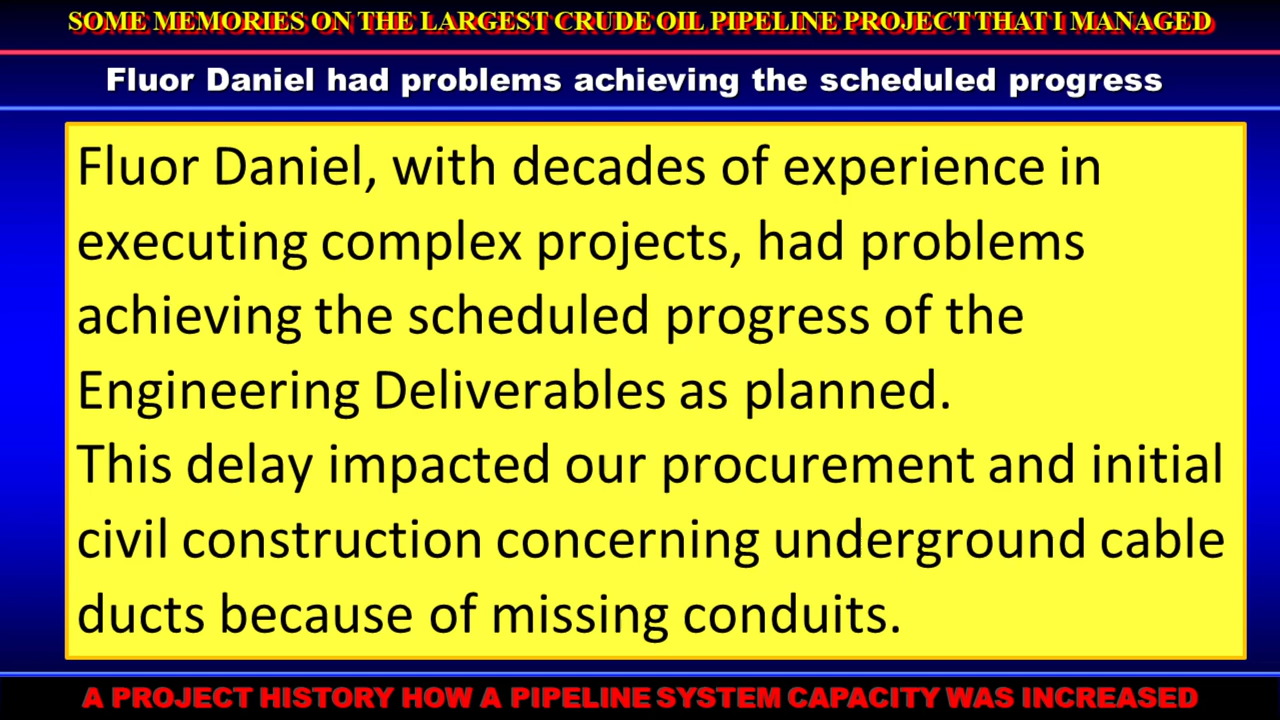 SOME MEMORIES ON THE LARGEST CRUDE OIL PIPELINE PROJECT THAT I MANAGED
Fluor Daniel had problems achieving the scheduled progress
Fluor Daniel, with decades of experience in
executing complex projects, had problems
achieving the scheduled progress of the
Engineering Deliverables as planned.
This delay impacted our procurement and initial
civil construction concerning underground cable
ducts because of missing conduits.
A PROJECT HISTORY HOW A PIPELINE SYSTEM CAPACITY WAS INCREASED